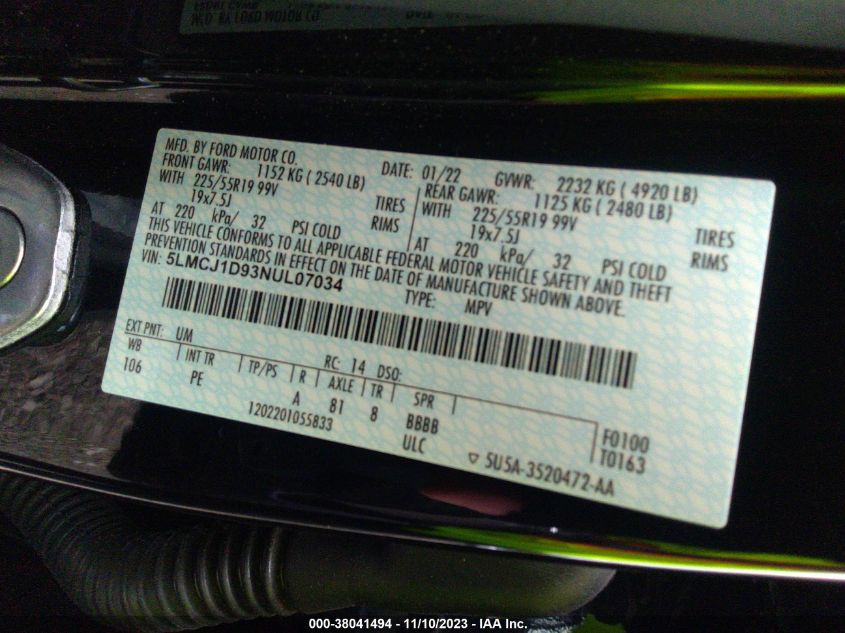 MFD. BY FORD MOTOR CO.
DATE: 01/22 GVWR: 2232 KG ( 4920 LB)
FRONT GAWR: 1152 KG ( 2540 LB)
WITH 225/55R19 99V TIRES
19x7.5J RIMS
AT 220 kPa/ 32 PSI COLD
REAR GAWR: 1125 KG ( 2480 LB)
WITH 225/55R19 99V TIRES
19x7.5J RIMS
AT 220 kPa/ 32 PSI COLD
THIS VEHICLE CONFORMS TO ALL APPLICABLE FEDERAL MOTOR VEHICLE SAFETY AND THEFT
PREVENTION STANDARDS IN EFFECT ON THE DATE OF MANUFACTURE SHOWN ABOVE.
VIN: 5LMCJ1D93NUL07034
TYPE: MPV
EXT PNT: UM RC: 14 DSO:
WB INT TR TP/PS R AXLE TR SPR
106 PE A 81 8 BBBB F0100
1202201055833 ULC T0163
5U5A-3520472-AA
000-38041494 - 11/10/2023 - IAA Inc.